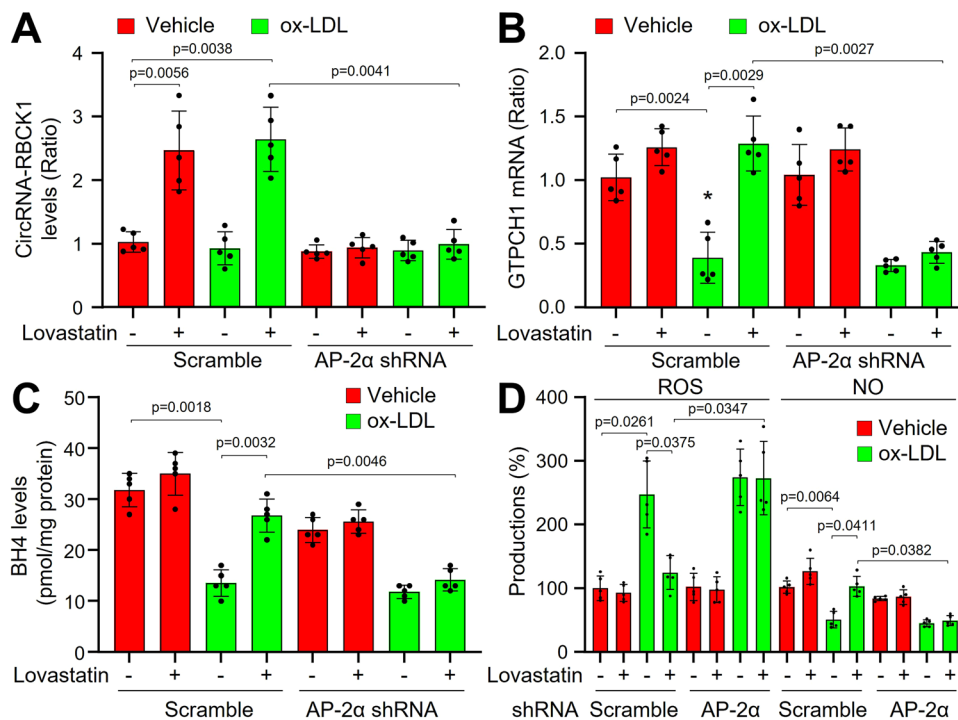 A
Vehicle
ox-LDL
p=0.0038
p=0.0056
p=0.0041
CircRNA-RBCK1
levels (Ratio)
4
3
2
1
0
Lovastatin - + - + - + - +
Scramble AP-2α shRNA
B
Vehicle
ox-LDL
p=0.0027
p=0.0029
p=0.0024
*
GTPCH1 mRNA (Ratio)
2.0
1.5
1.0
0.5
0.0
Lovastatin - + - + - + - +
Scramble AP-2α shRNA
C
Vehicle
ox-LDL
p=0.0018
p=0.0032
p=0.0046
BH4 levels
(pmol/mg protein)
50
40
30
20
10
0
Lovastatin - + - + - + - +
Scramble AP-2α shRNA
D
ROS NO
Vehicle
ox-LDL
p=0.0347
p=0.0261
p=0.0375
p=0.0064
p=0.0411
p=0.0382
Productions (%)
400
300
200
100
0
Lovastatin - + - + - + - + - + - + - + - +
shRNA Scramble AP-2α Scramble AP-2α